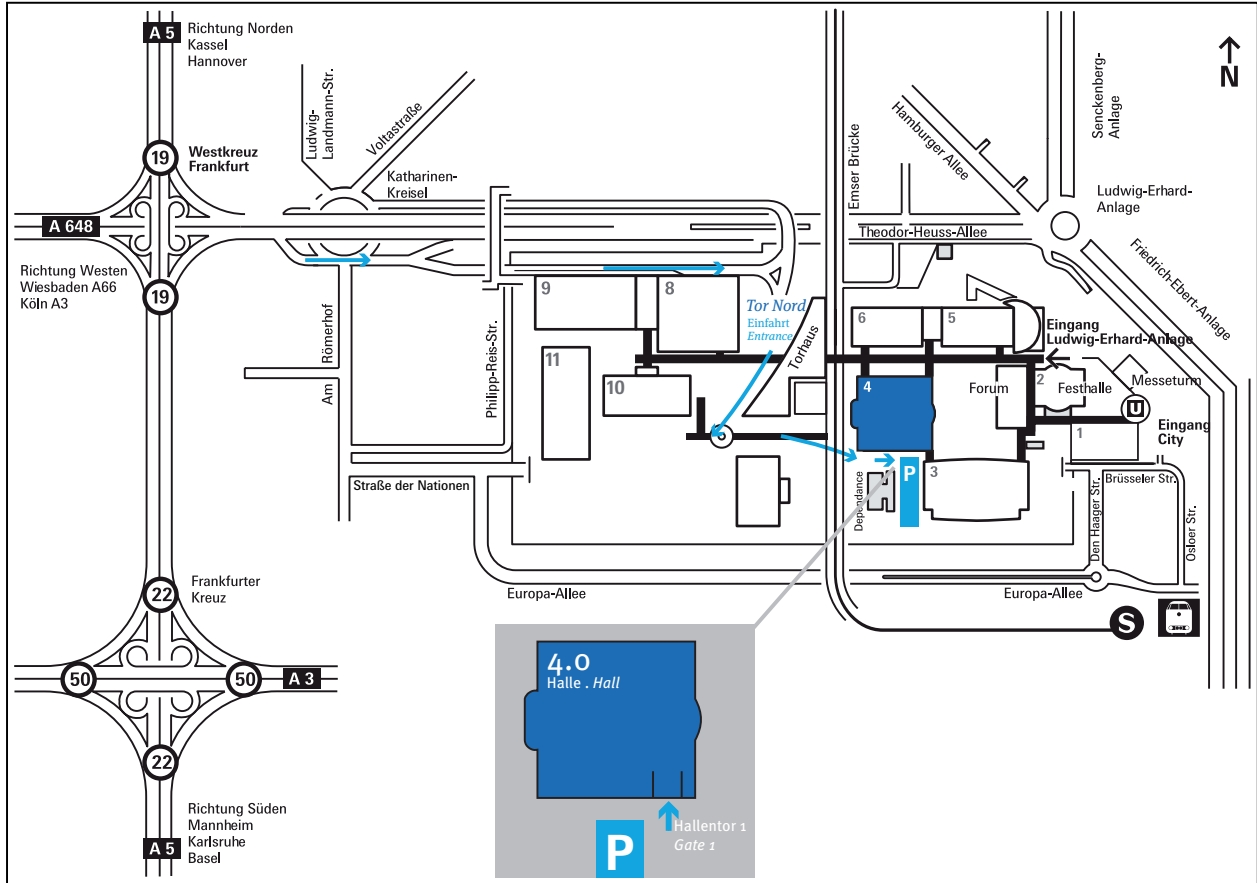 A 5
Richtung Norden
Kassel
Hannover
Ludwig-
Landmann-Str.
Voltastraße
Katharinen-
Kreisel
19
Westkreuz
Frankfurt
A 648
Richtung Westen
Wiesbaden A66
Köln A3
19
Emser Brücke
Hamburger Allee
Senckenberg-
Anlage
N
Ludwig-Erhard-
Anlage
Theodor-Heuss-Allee
Friedrich-Ebert-Anlage
Am Römerhof
Philipp-Reis-Str.
9
8
11
10
Tor Nord
Einfahrt
Entrance
Torhaus
6
5
Eingang
Ludwig-Erhard-Anlage
4
Forum
2
Festhalle
Messeturm
U
1
Eingang
City
P
3
Dependance
Brüsseler Str.
Den Haager Str.
Osloer Str.
Straße der Nationen
Europa-Allee
Europa-Allee
S
22
Frankfurter
Kreuz
50
50
A 3
22
Richtung Süden
Mannheim
Karlsruhe
Basel
A 5
4.0
Halle . Hall
Hallentor 1
Gate 1
P